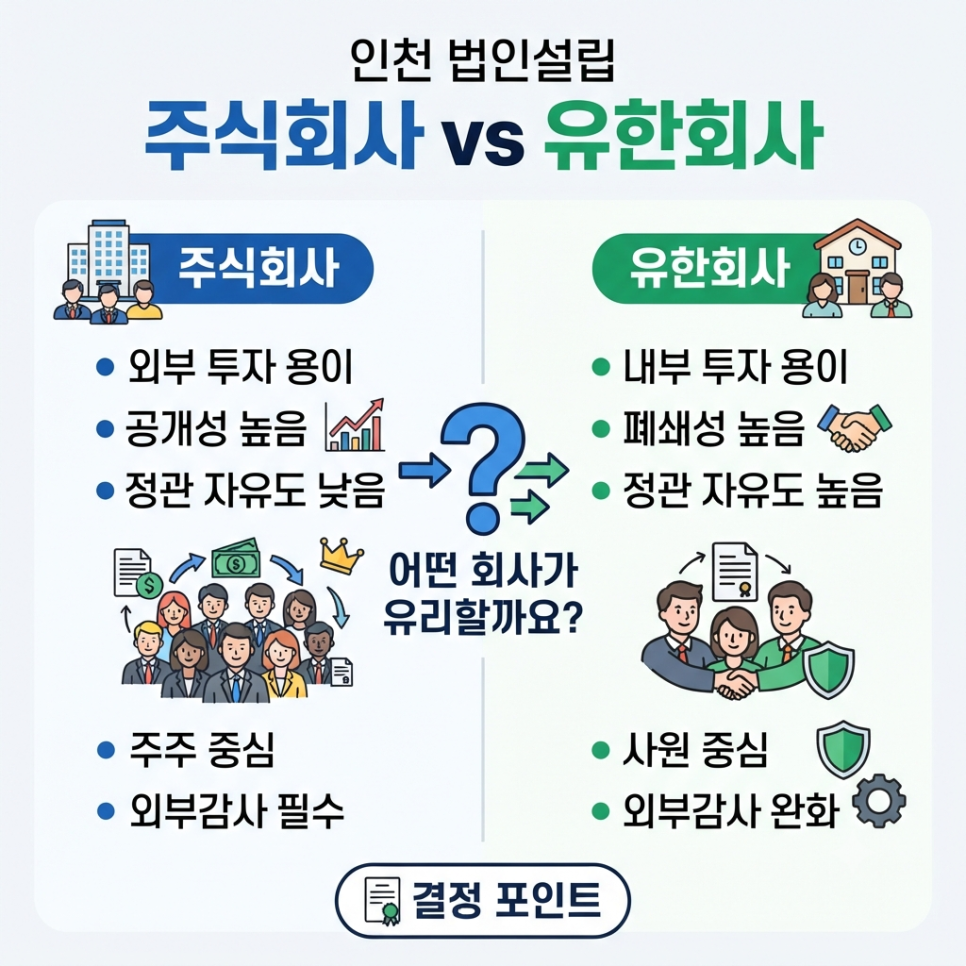 인천 법인설립
주식회사 vs 유한회사
주식회사
외부 투자 용이
공개성 높음
정관 자유도 낮음
주주 중심
외부감사 필수
어떤 회사가
유리할까요?
유한회사
내부 투자 용이
폐쇄성 높음
정관 자유도 높음
사원 중심
외부감사 완화
결정 포인트